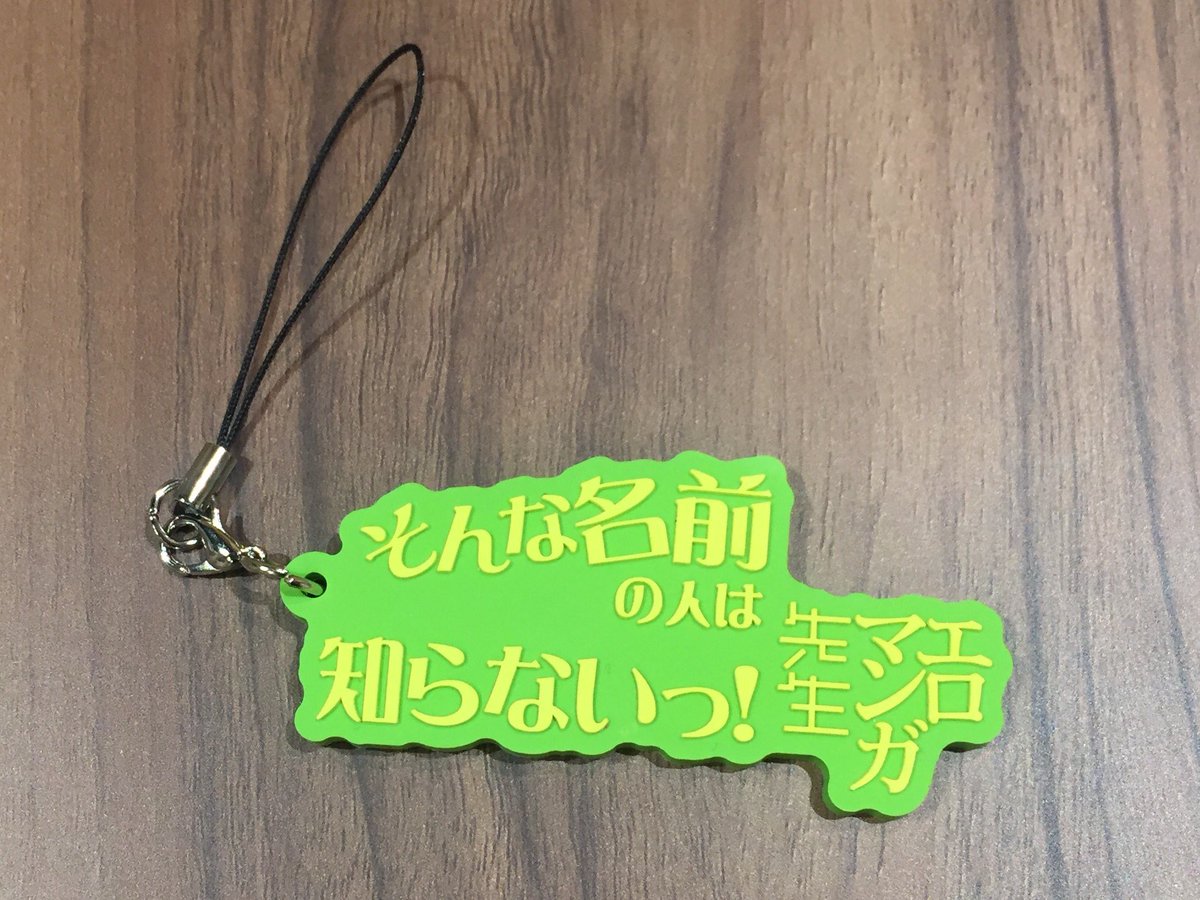 そんな名前
の人は
知らないっ!
エロ
マンガ
先生